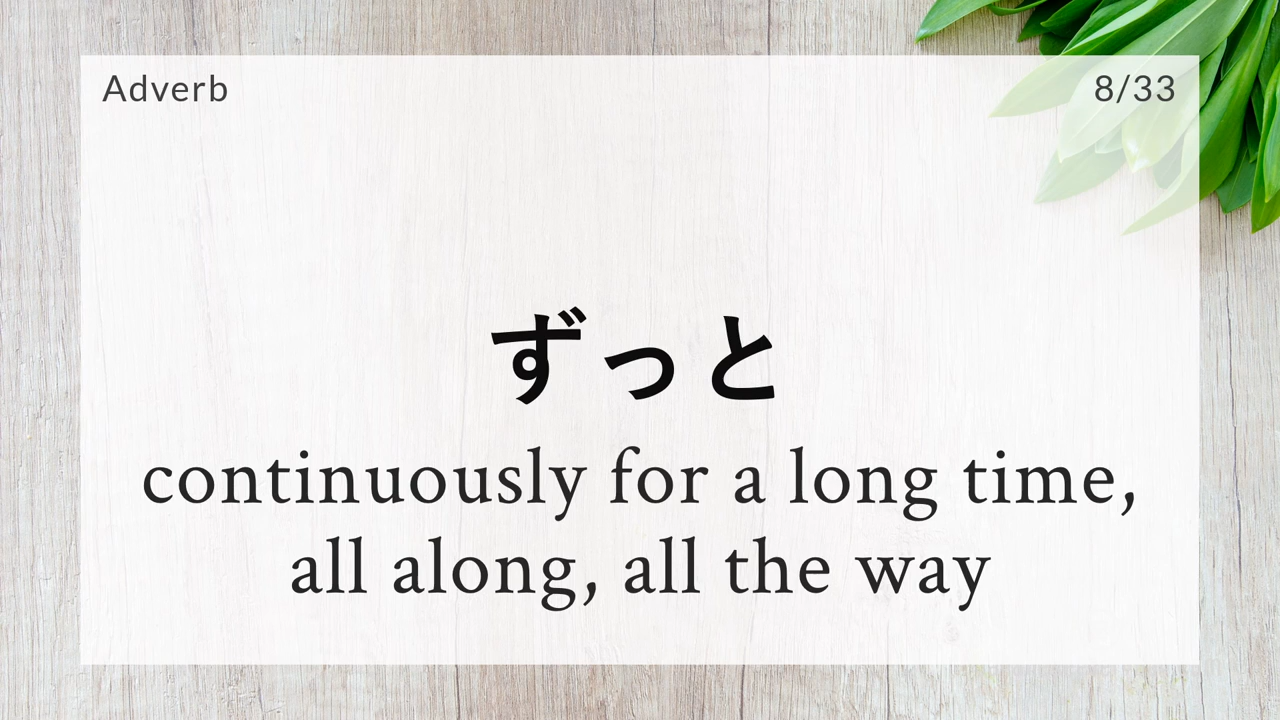 Adverb
8/33
ずっと
continuously for a long time,
all along, all the way